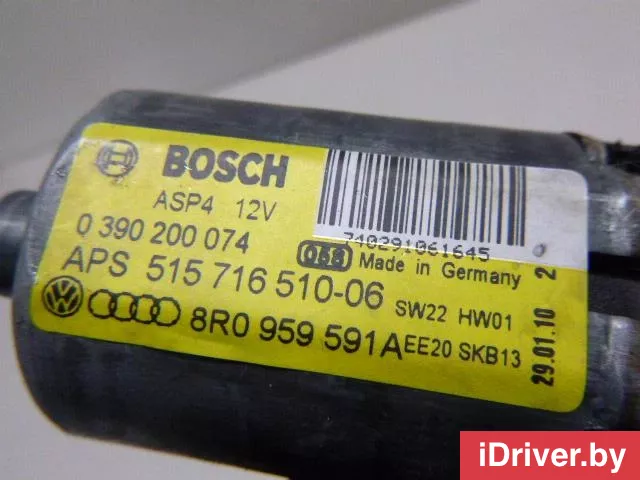 BOSCH
ASP4 12V
740291061645
0 390 200 074
Made in Germany
APS 515 716 510-06
SW22 HW01
8R0 959 591A EE20 SKB13
29.01.10 2
iDriver.by